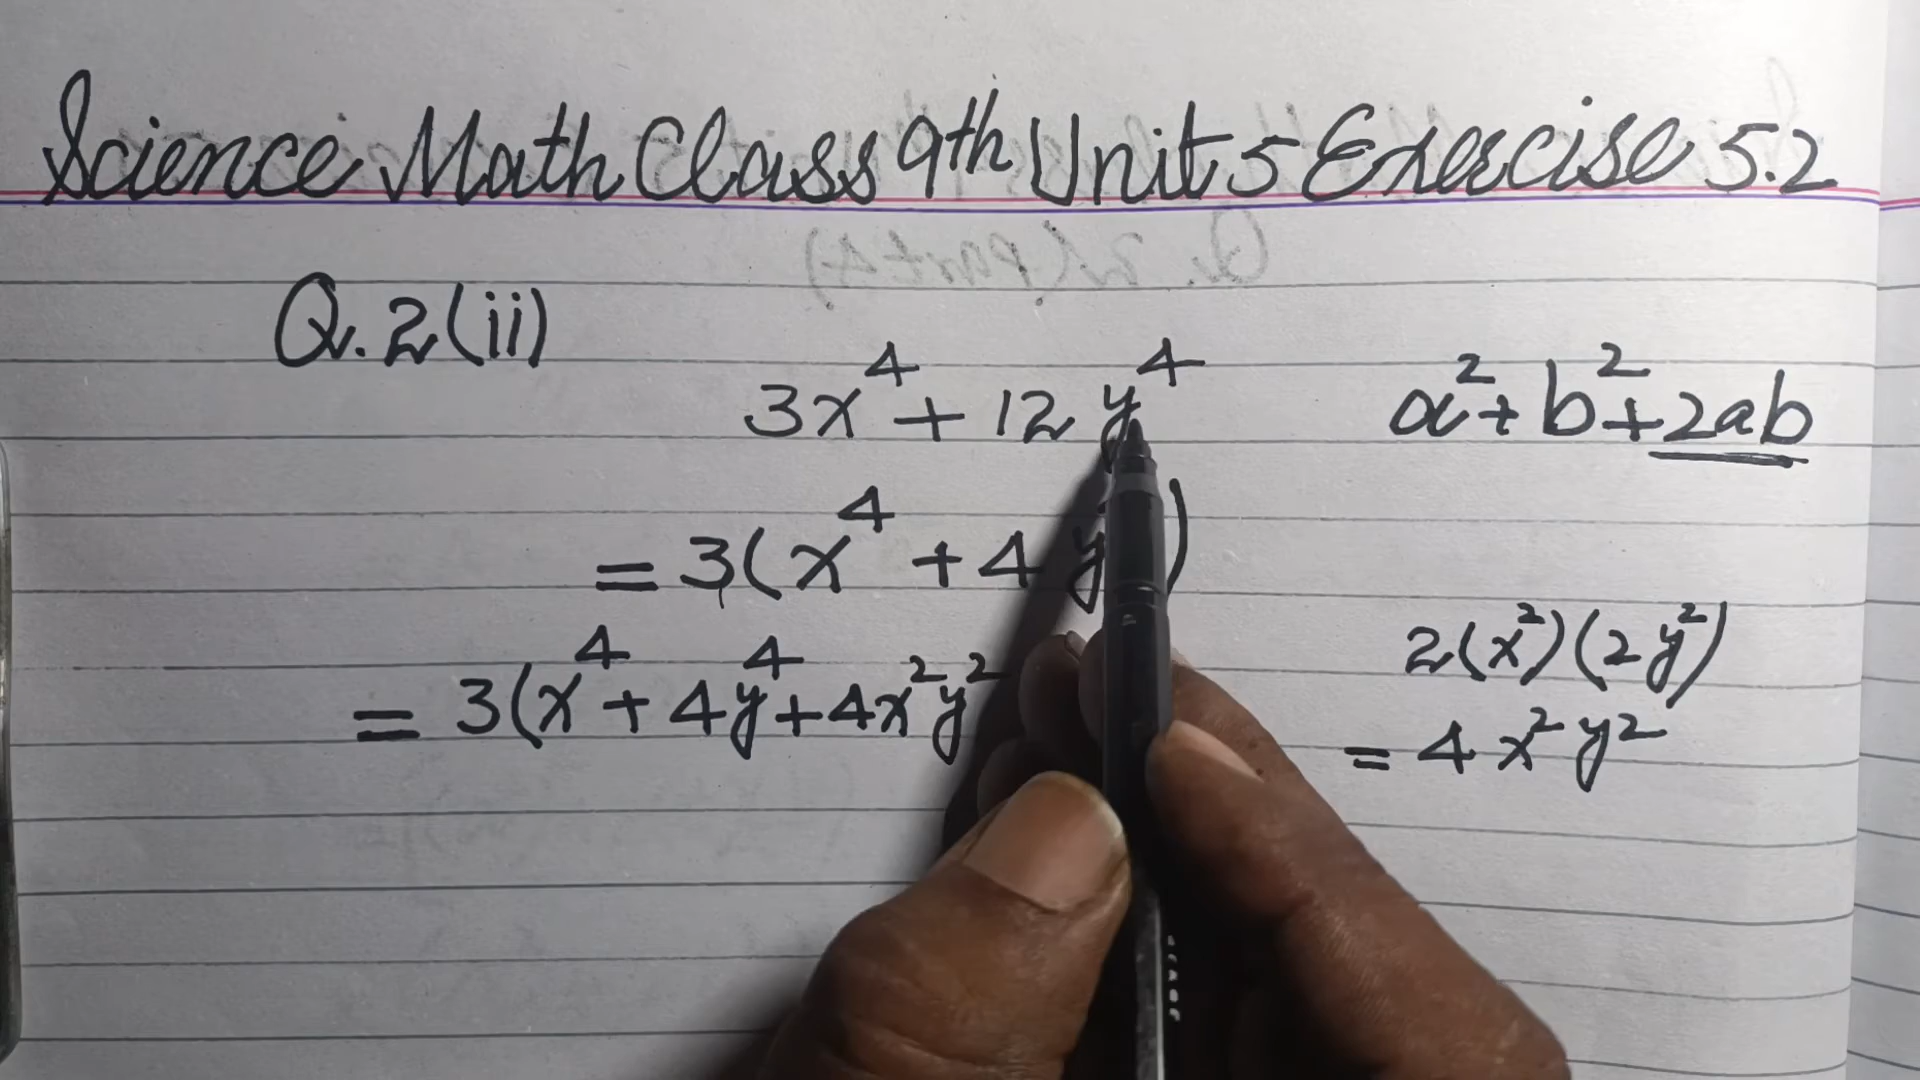 Science Math Class 9th Unit 5 Exercise 5.2
Q. 2(ii)
3x⁴ + 12y⁴
a² + b² + 2ab
= 3(x⁴ + 4y )
= 3(x⁴ + 4y⁴ + 4x²y²
2(x²)(2y²)
= 4x²y²